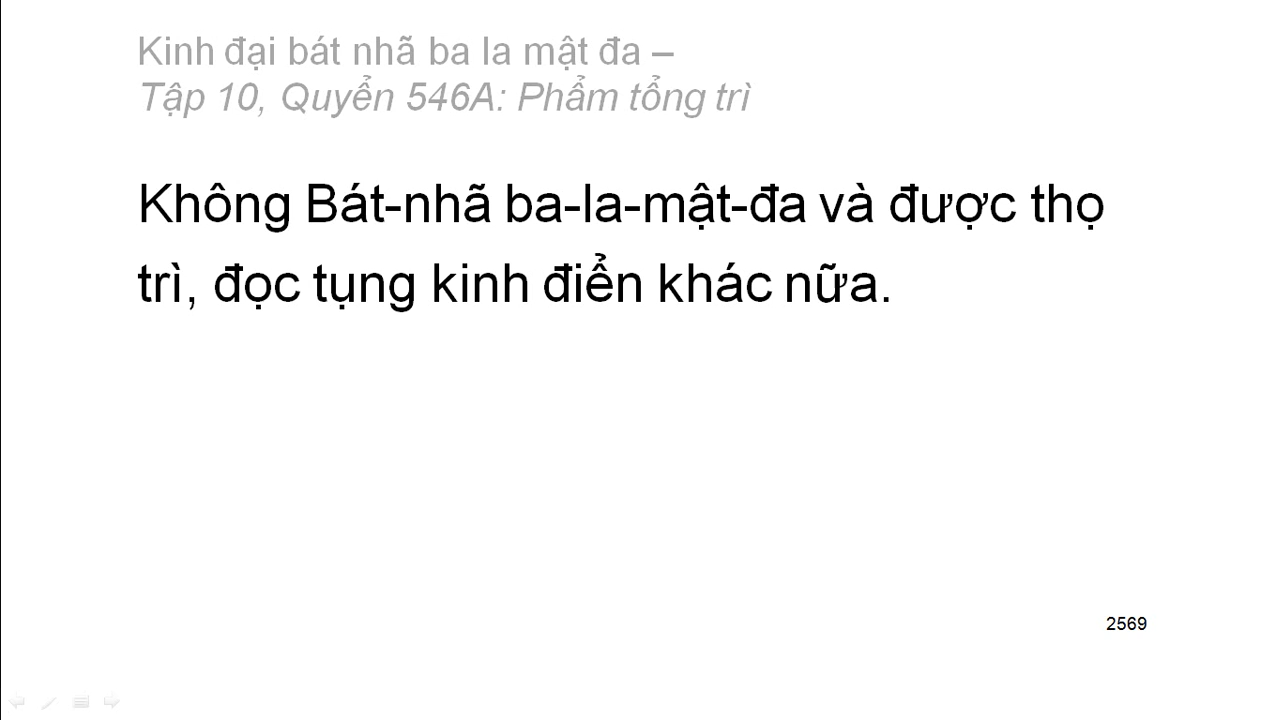 Kinh đại bát nhã ba la mật đa –
Tập 10, Quyển 546A: Phẩm tổng trì
Không Bát-nhã ba-la-mật-đa và được thọ
trì, đọc tụng kinh điển khác nữa.
2569